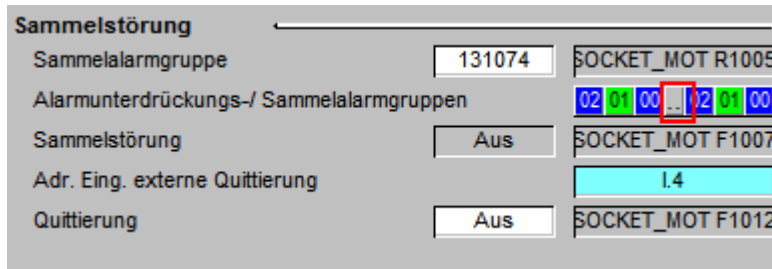 Sammelstörung
Sammelalarmgruppe 131074 SOCKET_MOT R1005
Alarmunterdrückungs-/ Sammelalarmgruppen 02 01 00 .. 02 01 00
Sammelstörung Aus SOCKET_MOT F1007
Adr. Eing. externe Quittierung I.4
Quittierung Aus SOCKET_MOT F1012